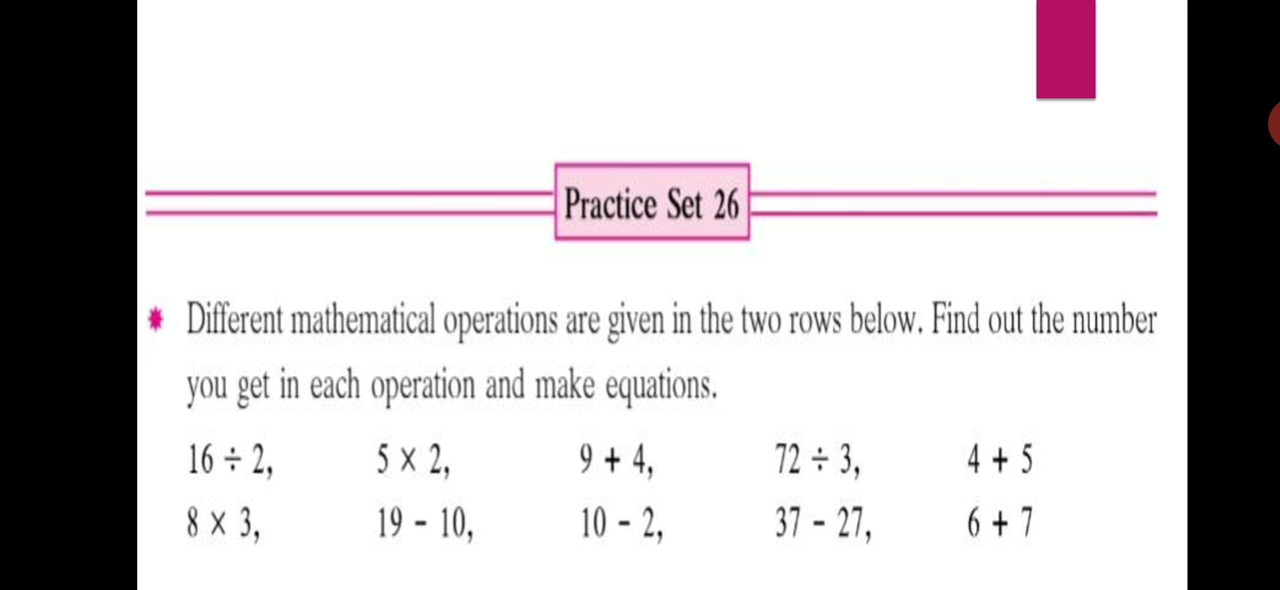 Practice Set 26
Different mathematical operations are given in the two rows below. Find out the number
you get in each operation and make equations.
16 ÷ 2, 5 × 2, 9 + 4, 72 ÷ 3, 4 + 5
8 × 3, 19 - 10, 10 - 2, 37 - 27, 6 + 7